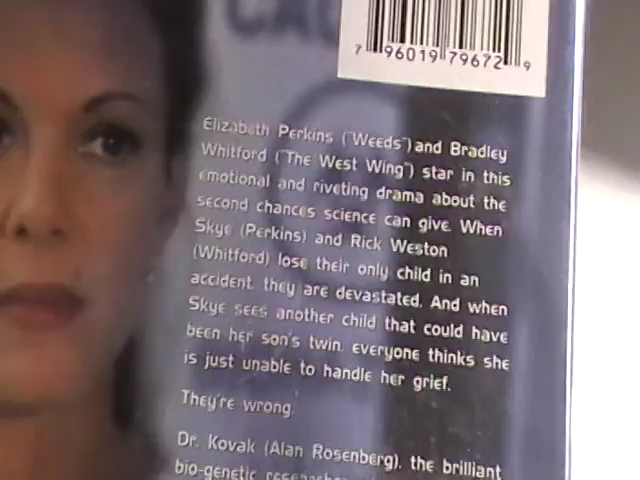 7 96019 79672 9
Elizabeth Perkins ("Weeds") and Bradley
Whitford ("The West Wing") star in this
emotional and riveting drama about the
second chances science can give. When
Skye (Perkins) and Rick Weston
(Whitford) lose their only child in an
accident, they are devastated. And when
Skye sees another child that could have
been her son's twin, everyone thinks she
is just unable to handle her grief.
They're wrong.
Dr. Kovak (Alan Rosenberg), the brilliant
bio-genetic